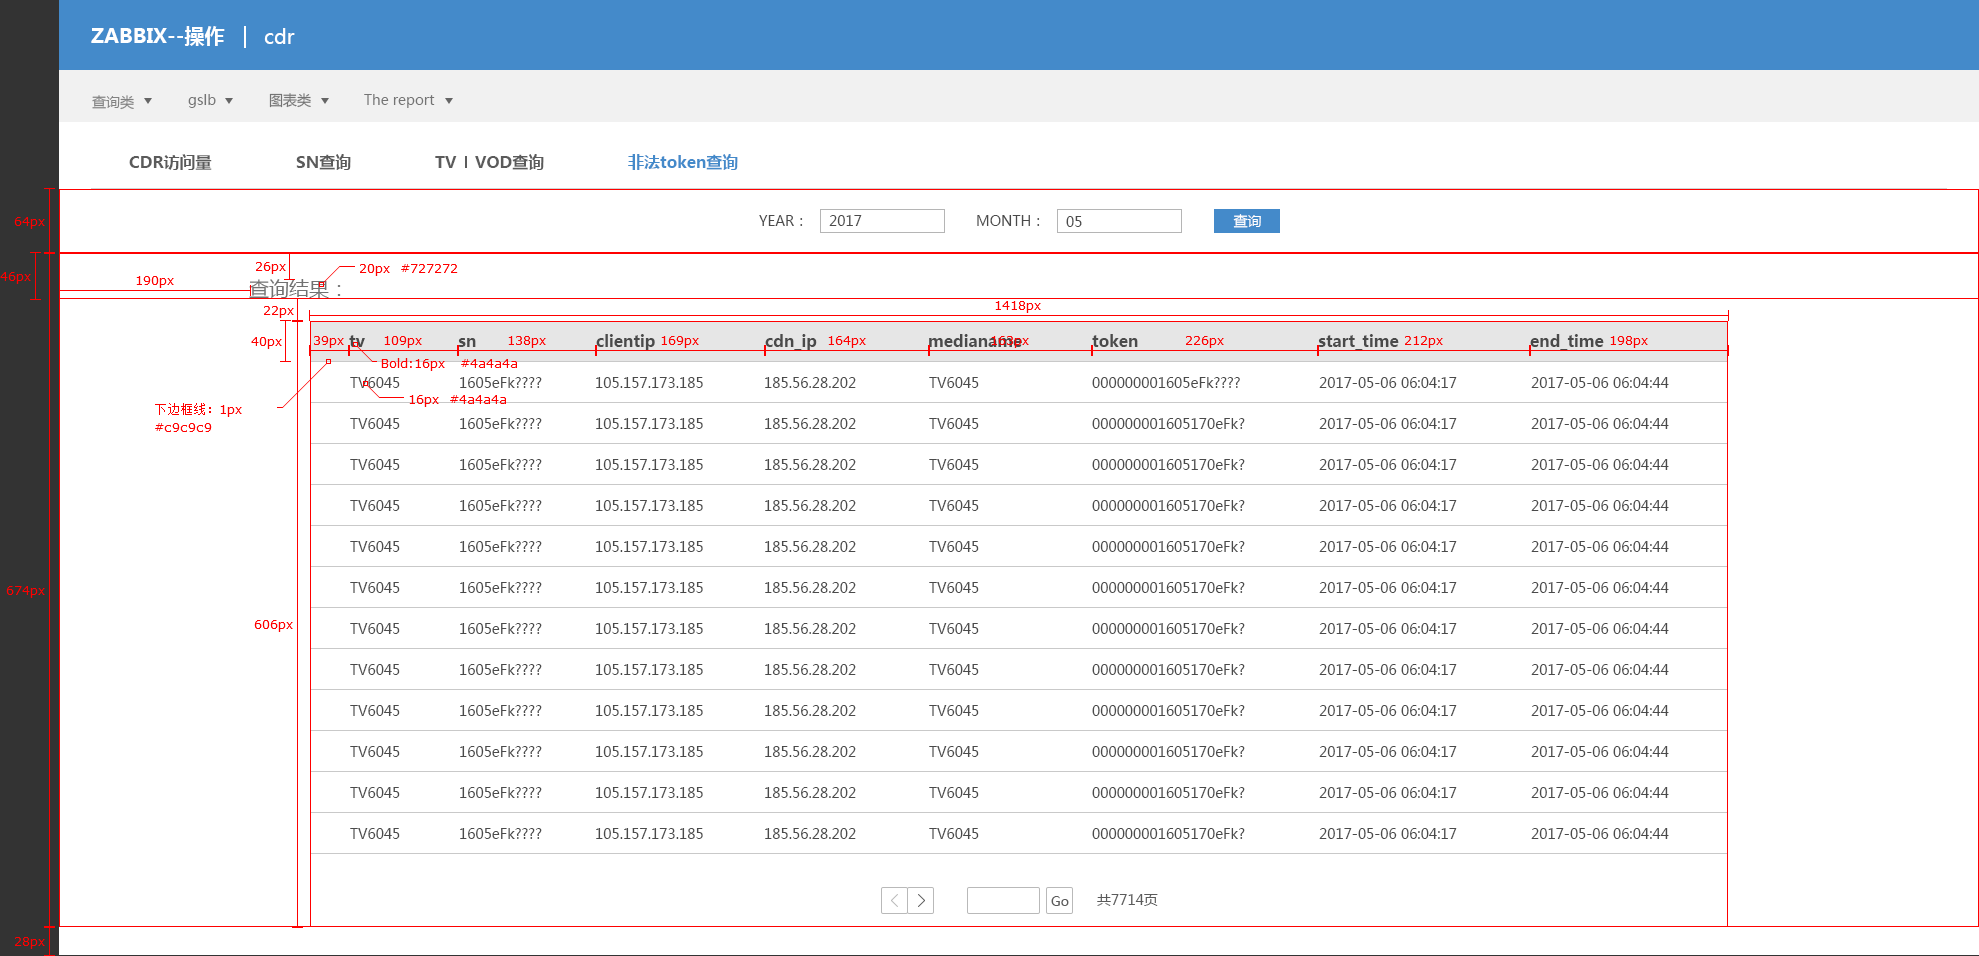 ZABBIX--操作 | cdr
查询类 gslb 图表类 The report
CDR访问量 SN查询 TV I VOD查询 非法token查询
64px
YEAR： 2017 MONTH： 05 查询
46px
26px
20px #727272
190px
查询结果：
22px
1418px
40px
39px tv 109px sn 138px clientip 169px cdn_ip 164px medianame 163px token 226px start_time 212px end_time 198px
Bold:16px #4a4a4a
TV6045 1605eFk???? 105.157.173.185 185.56.28.202 TV6045 000000001605eFk???? 2017-05-06 06:04:17 2017-05-06 06:04:44
16px #4a4a4a
下边框线：1px
#c9c9c9
TV6045 1605eFk???? 105.157.173.185 185.56.28.202 TV6045 000000001605170eFk? 2017-05-06 06:04:17 2017-05-06 06:04:44
TV6045 1605eFk???? 105.157.173.185 185.56.28.202 TV6045 000000001605170eFk? 2017-05-06 06:04:17 2017-05-06 06:04:44
TV6045 1605eFk???? 105.157.173.185 185.56.28.202 TV6045 000000001605170eFk? 2017-05-06 06:04:17 2017-05-06 06:04:44
TV6045 1605eFk???? 105.157.173.185 185.56.28.202 TV6045 000000001605170eFk? 2017-05-06 06:04:17 2017-05-06 06:04:44
674px
TV6045 1605eFk???? 105.157.173.185 185.56.28.202 TV6045 000000001605170eFk? 2017-05-06 06:04:17 2017-05-06 06:04:44
606px
TV6045 1605eFk???? 105.157.173.185 185.56.28.202 TV6045 000000001605170eFk? 2017-05-06 06:04:17 2017-05-06 06:04:44
TV6045 1605eFk???? 105.157.173.185 185.56.28.202 TV6045 000000001605170eFk? 2017-05-06 06:04:17 2017-05-06 06:04:44
TV6045 1605eFk???? 105.157.173.185 185.56.28.202 TV6045 000000001605170eFk? 2017-05-06 06:04:17 2017-05-06 06:04:44
TV6045 1605eFk???? 105.157.173.185 185.56.28.202 TV6045 000000001605170eFk? 2017-05-06 06:04:17 2017-05-06 06:04:44
TV6045 1605eFk???? 105.157.173.185 185.56.28.202 TV6045 000000001605170eFk? 2017-05-06 06:04:17 2017-05-06 06:04:44
TV6045 1605eFk???? 105.157.173.185 185.56.28.202 TV6045 000000001605170eFk? 2017-05-06 06:04:17 2017-05-06 06:04:44
< > Go 共7714页
28px